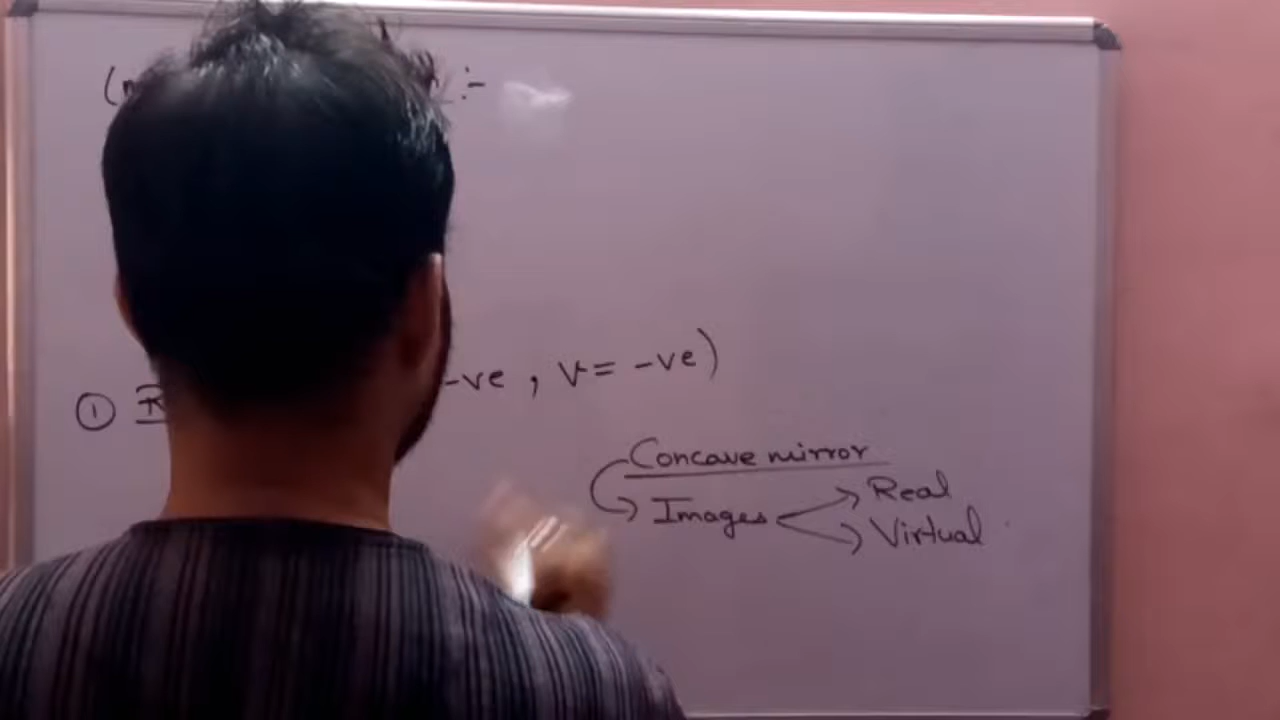 :-
① -ve , v = -ve)
Concave mirror
Images → Real
→ Virtual